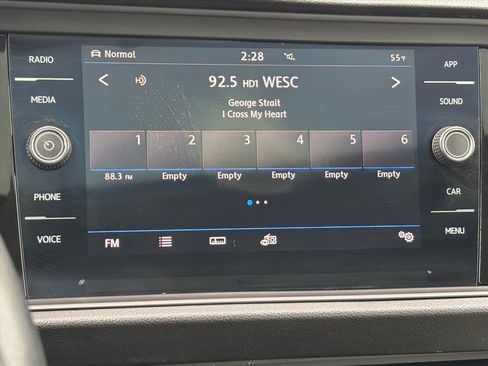 RADIO
Normal
2:28
55°F
APP
MEDIA
HD
92.5 HD1 WESC
SOUND
George Strait
I Cross My Heart
1 2 3 4 5 6
88.3 FM Empty Empty Empty Empty Empty
PHONE
CAR
VOICE
FM
MENU